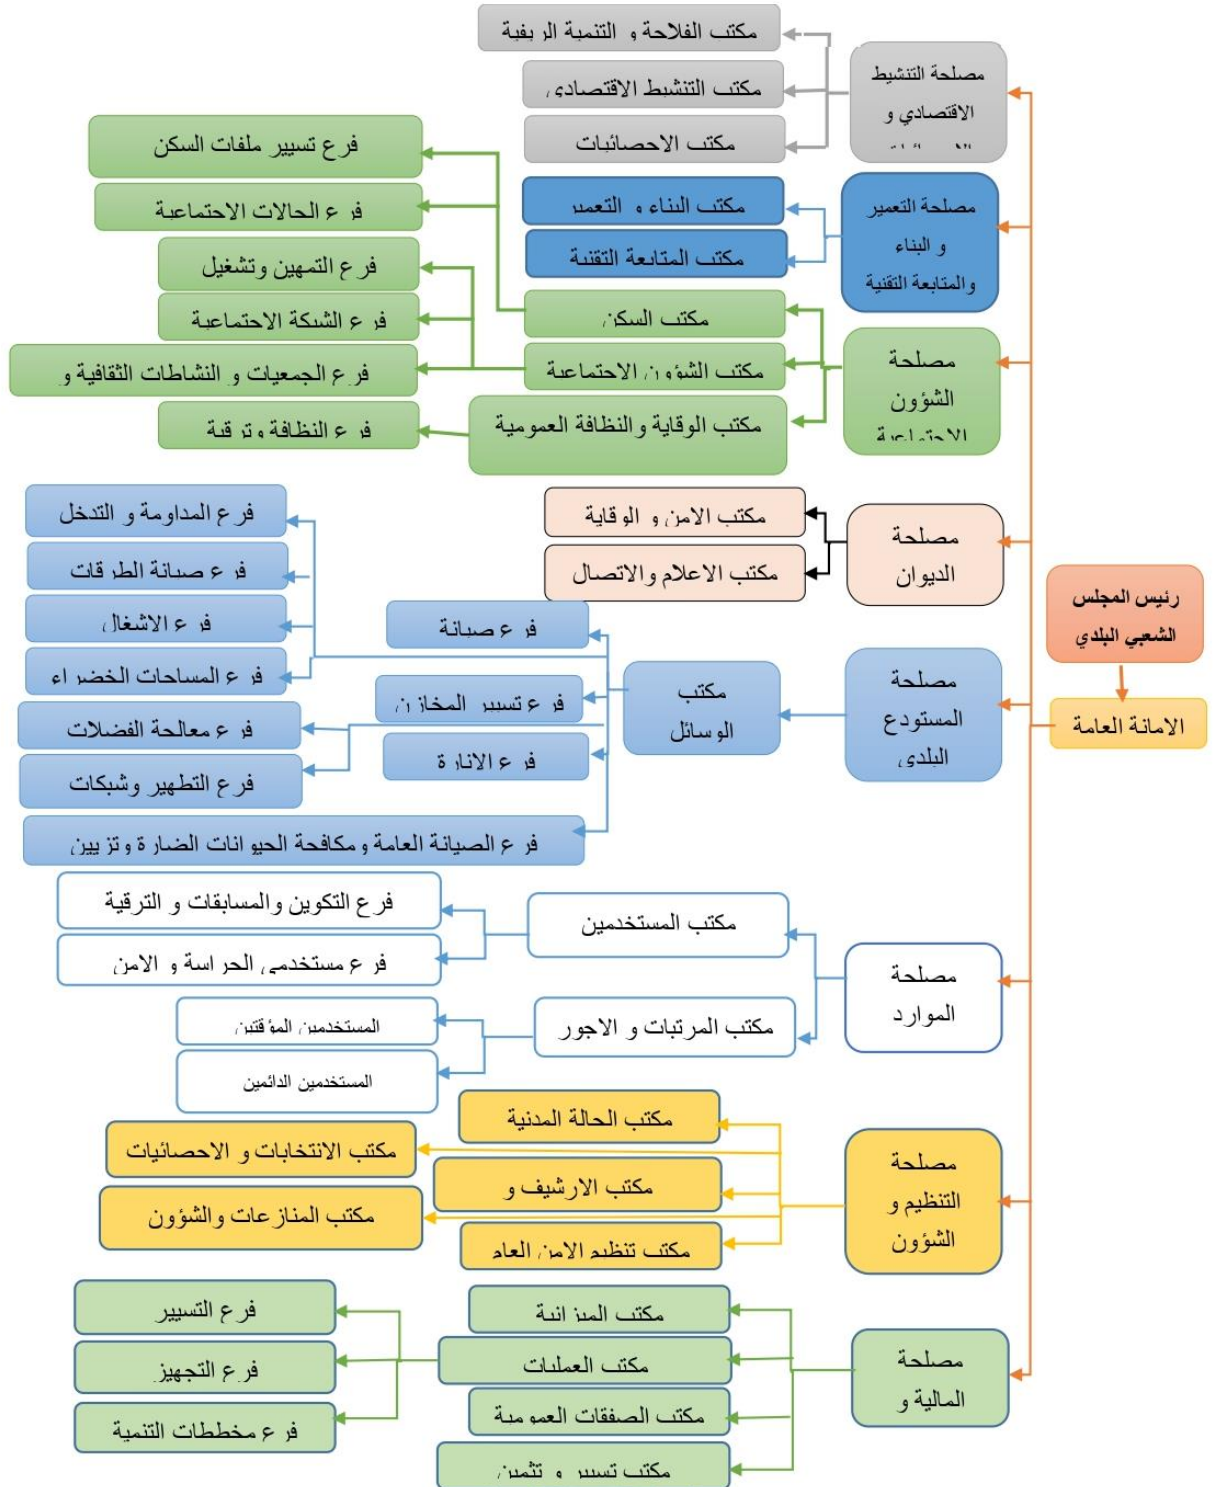 رئيس المجلس
الشعبي البلدي
الامانة العامة
مصلحة التنشيط
الاقتصادي و
مكتب الفلاحة و التنمية الريفية
مكتب التنشيط الاقتصادي
مكتب الاحصائيات
مصلحة التعمير
و البناء
والمتابعة التقنية
مكتب البناء و التعمير
مكتب المتابعة التقنية
مصلحة
الشؤون
الاجتماعية
مكتب السكن
فرع تسيير ملفات السكن
فرع الحالات الاجتماعية
مكتب الشؤون الاجتماعية
فرع التمهين وتشغيل
فرع الشبكة الاجتماعية
فرع الجمعيات و النشاطات الثقافية و
مكتب الوقاية والنظافة العمومية
فرع النظافة وترقية
مصلحة
الديوان
مكتب الامن و الوقاية
مكتب الاعلام والاتصال
مصلحة
المستودع
البلدي
مكتب
الوسائل
فرع صيانة
فرع تسيير المخازن
فرع الانارة
فرع المداومة و التدخل
فرع صيانة الطرقات
فرع الاشغال
فرع المساحات الخضراء
فرع معالجة الفضلات
فرع التطهير وشبكات
فرع الصيانة العامة ومكافحة الحيوانات الضارة وتزيين
مصلحة
الموارد
مكتب المستخدمين
فرع التكوين والمسابقات و الترقية
فرع مستخدمي الحراسة و الامن
مكتب المرتبات و الاجور
المستخدمين المؤقتين
المستخدمين الدائمين
مصلحة
التنظيم و
الشؤون
مكتب الحالة المدنية
مكتب الانتخابات و الاحصائيات
مكتب الارشيف و
مكتب المنازعات والشؤون
مكتب تنظيم الامن العام
مصلحة
المالية و
مكتب الميزانية
مكتب العمليات
فرع التسيير
فرع التجهيز
فرع مخططات التنمية
مكتب الصفقات العمومية
مكتب تسيير و تثمين